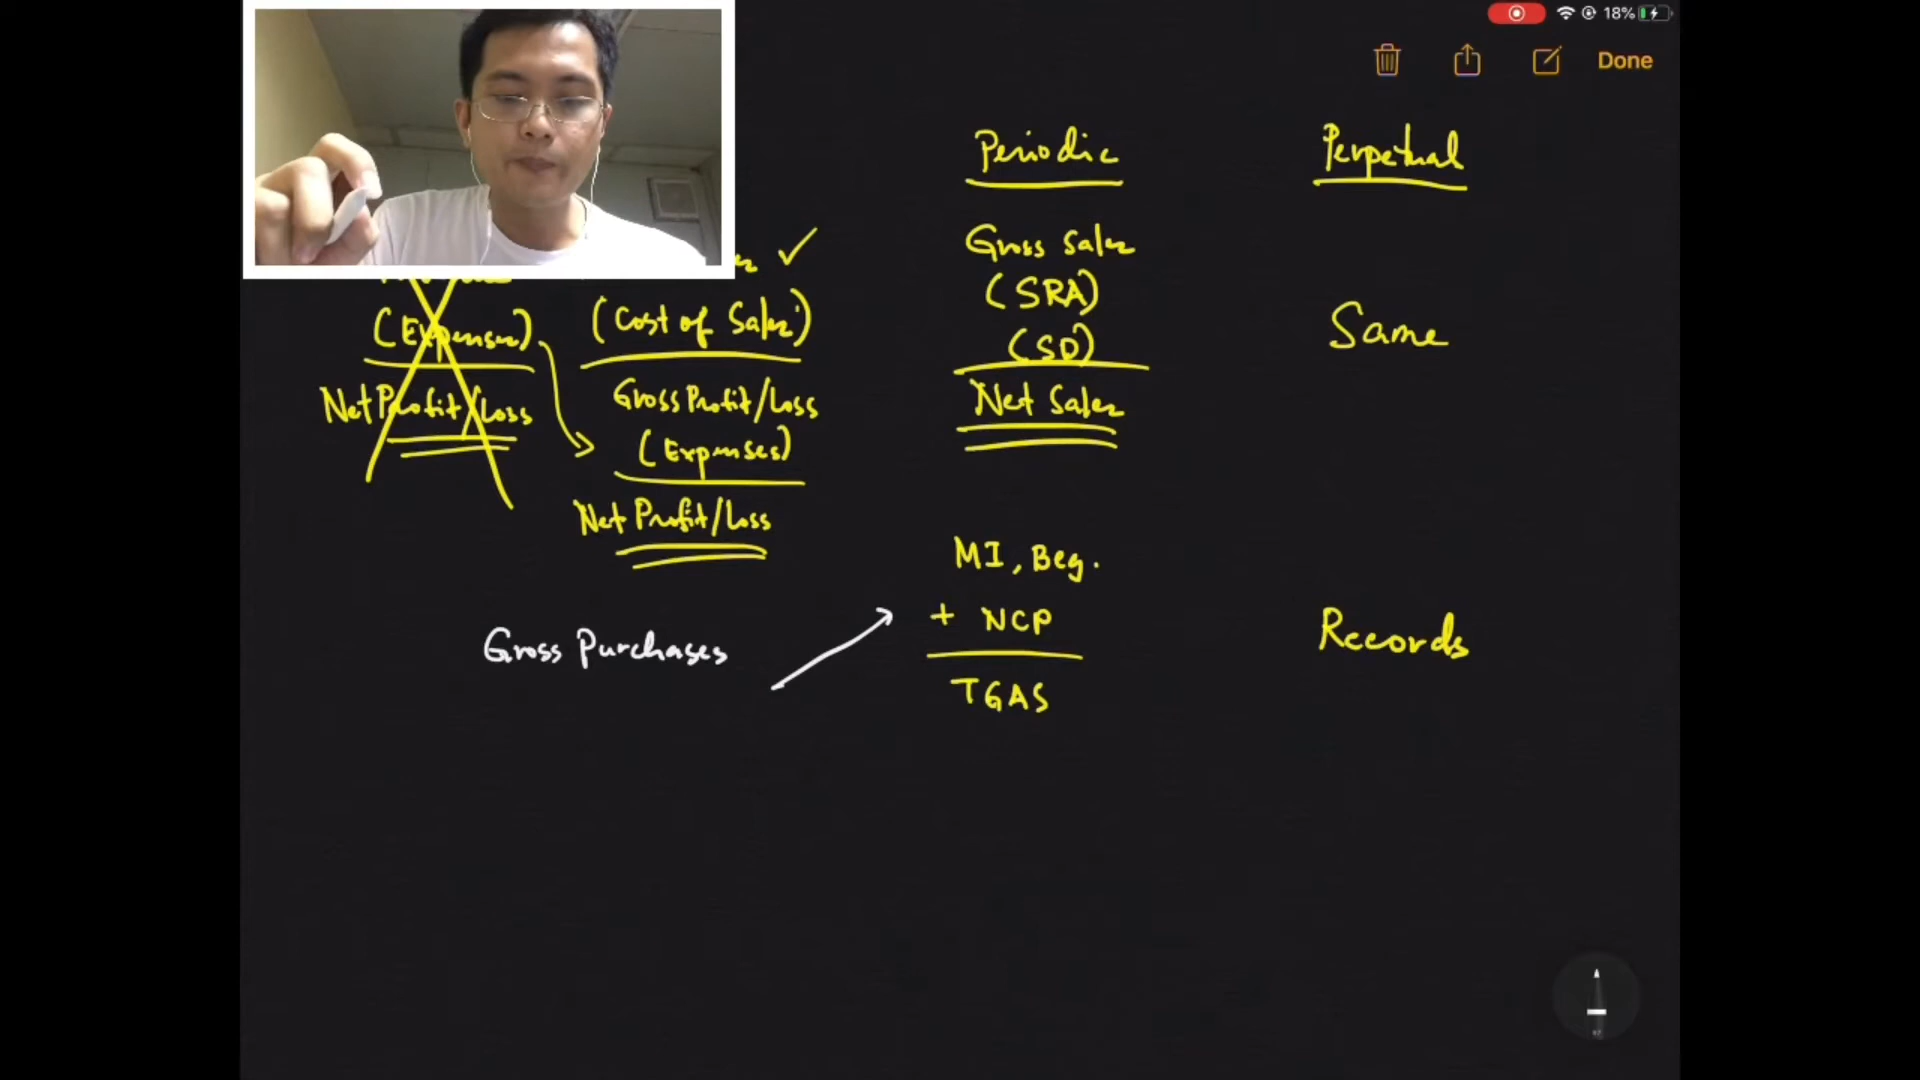 18%
Done
Periodic
Perpetual
✓
(Expenses)
Net Profit/Loss
(Cost of Sales)
Gross Profit/Loss
(Expenses)
Net Profit/Loss
Gross Sales
(SRA)
(SD)
Net Sales
Same
MI, Beg.
+ NCP
TGAS
Gross Purchases
Records